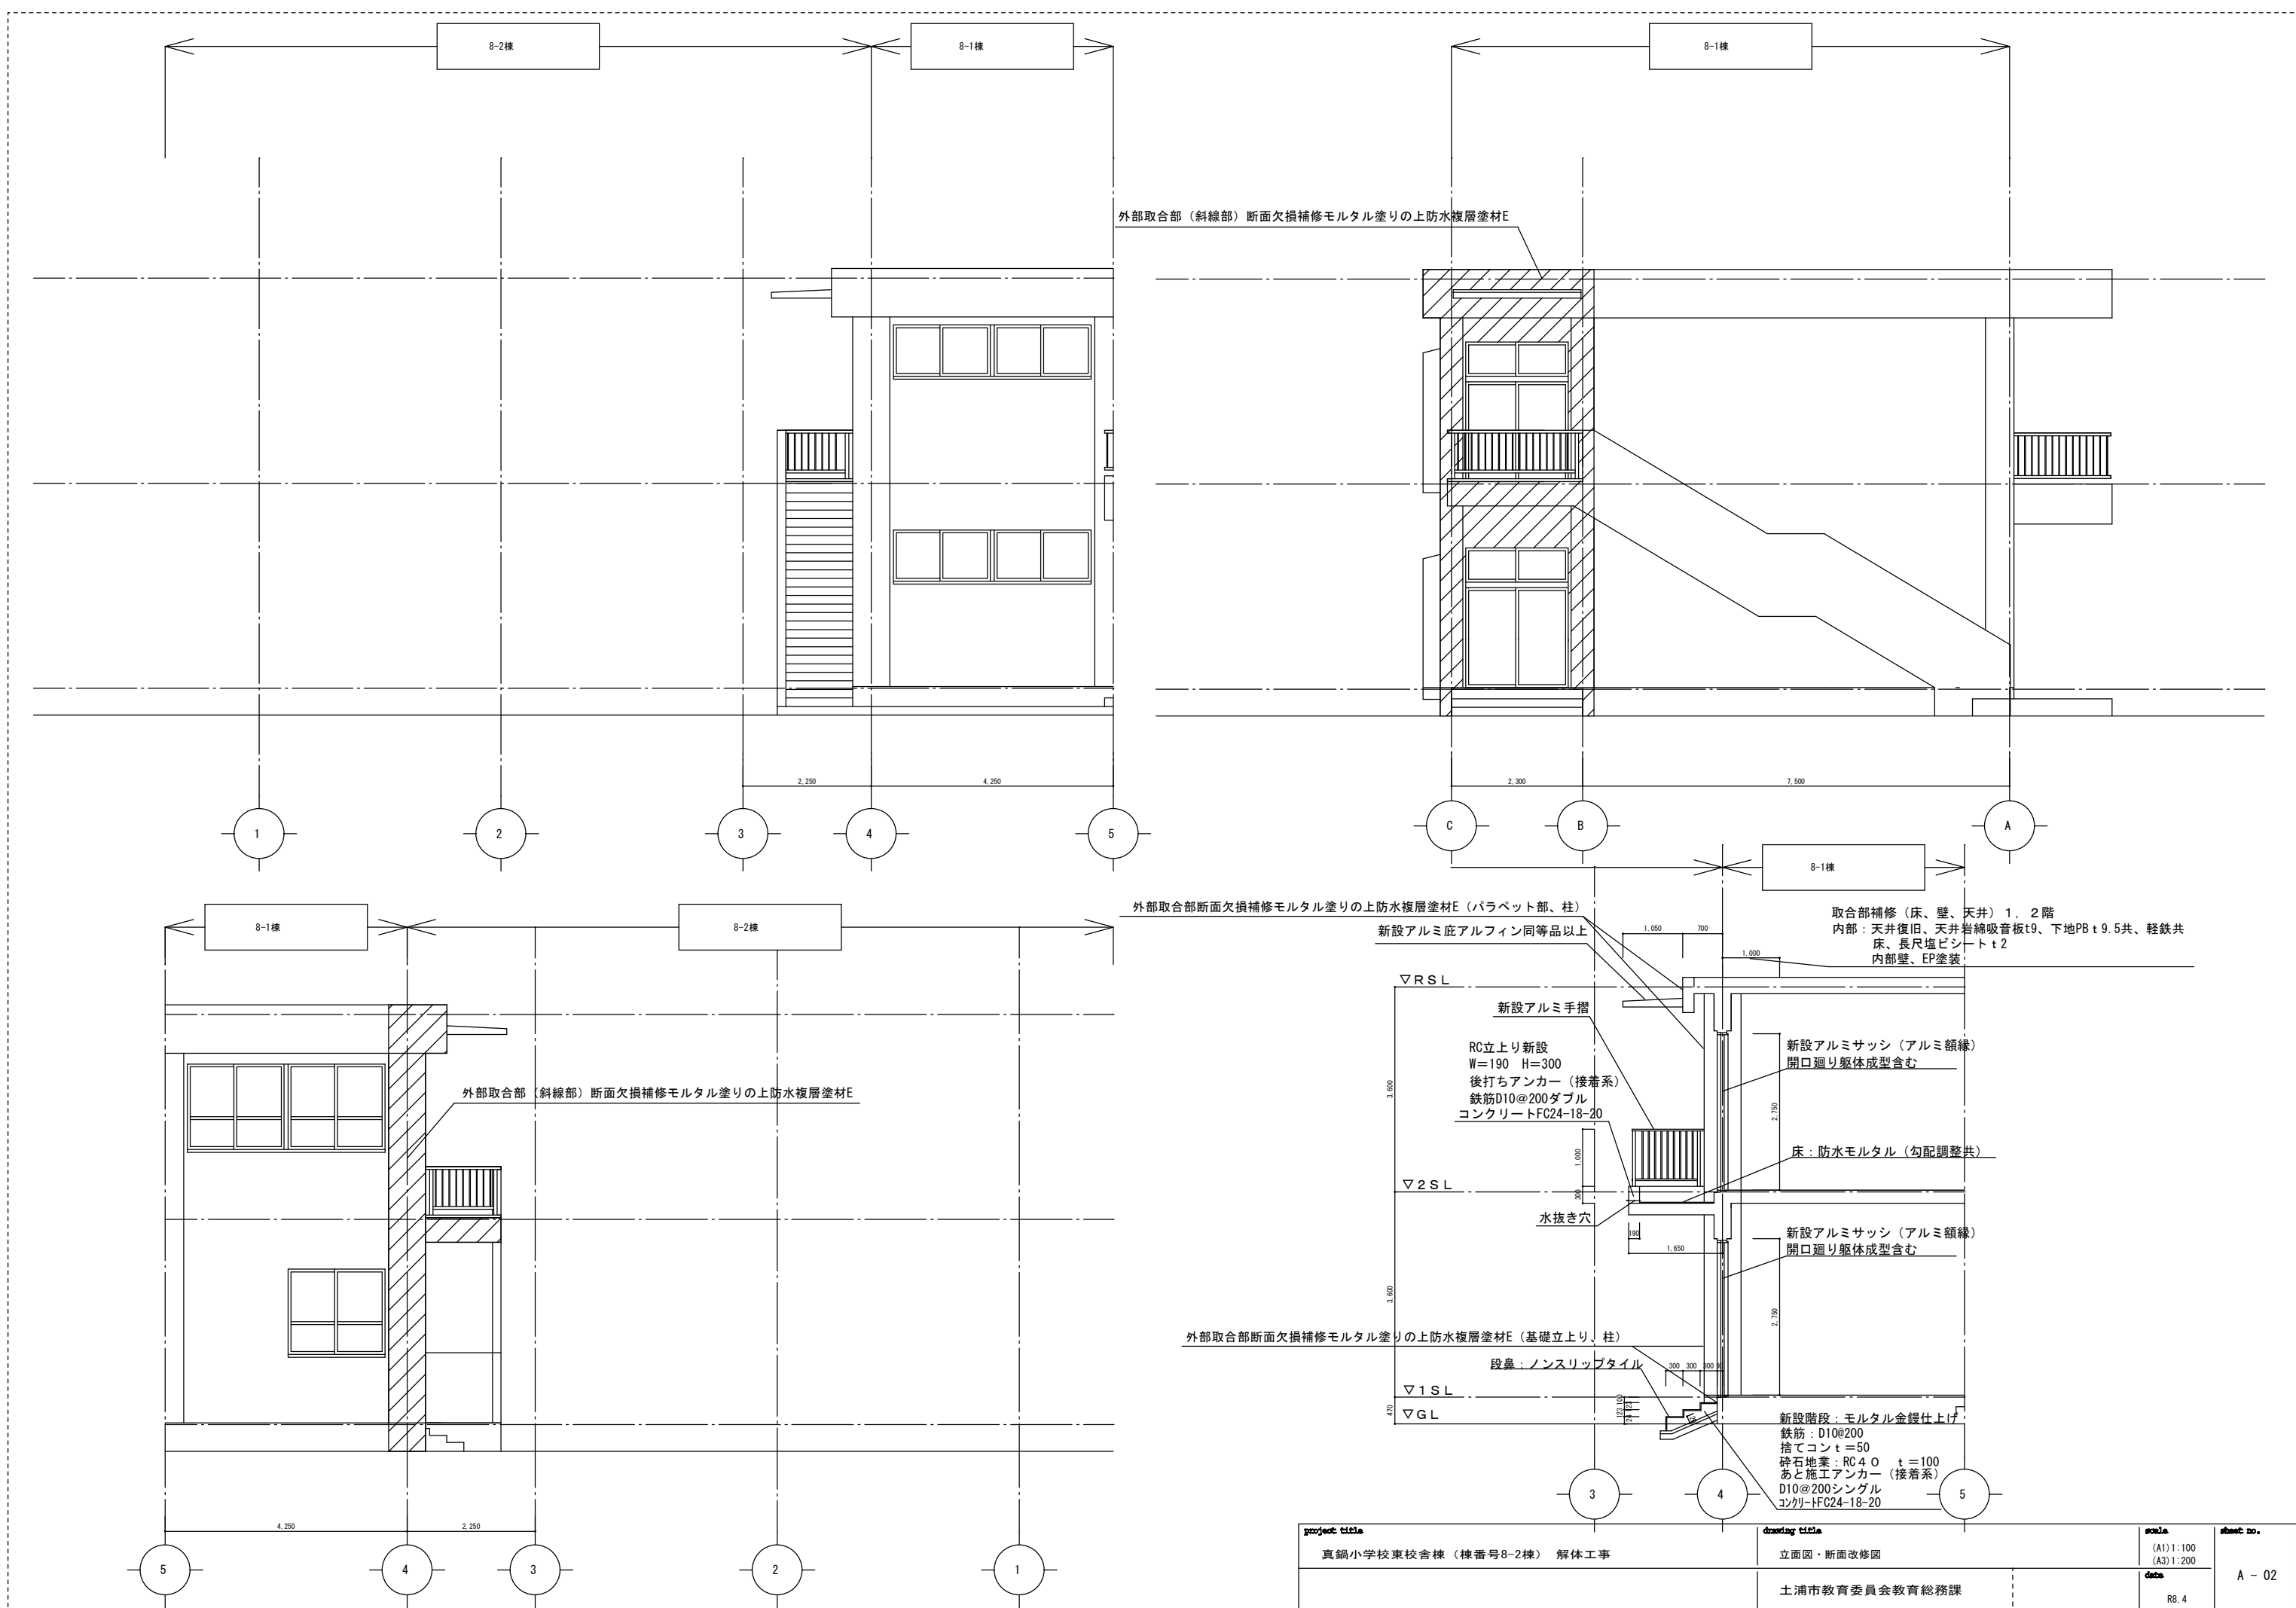 8-2棟
8-1棟
8-1棟
外部取合部（斜線部）断面欠損補修モルタル塗りの上防水複層塗材E
2,250
4,250
2,300
7,500
1
2
3
4
5
C
B
A
8-1棟
8-2棟
外部取合部（斜線部）断面欠損補修モルタル塗りの上防水複層塗材E
4,250
2,250
5
4
3
2
1
8-1棟
外部取合部断面欠損補修モルタル塗りの上防水複層塗材E（パラペット部、柱）
新設アルミ庇アルフィン同等品以上
1,050
700
1,000
取合部補修（床、壁、天井）１．２階
内部：天井復旧、天井岩綿吸音板t9、下地PBｔ9.5共、軽鉄共
床、長尺塩ビシートｔ2
内部壁、EP塗装
▽ＲＳＬ
新設アルミ手摺
RC立上り新設
W＝190　H＝300
後打ちアンカー（接着系）
鉄筋D10@200ダブル
コンクリートFC24-18-20
新設アルミサッシ（アルミ額縁）
開口廻り躯体成型含む
3,600
2,750
1,000
300
床：防水モルタル（勾配調整共）
▽２ＳＬ
水抜き穴
190
1,650
新設アルミサッシ（アルミ額縁）
開口廻り躯体成型含む
3,600
2,750
外部取合部断面欠損補修モルタル塗りの上防水複層塗材E（基礎立上り、柱）
段鼻：ノンスリップタイル
300
300
300
▽１ＳＬ
▽ＧＬ
470
新設階段：モルタル金鏝仕上げ
鉄筋：D10@200
捨てコンｔ＝50
砕石地業：RC４０　ｔ＝100
あと施工アンカー（接着系）
D10@200シングル
ｺﾝｸﾘｰﾄFC24-18-20
3
4
5
project title
真鍋小学校東校舎棟（棟番号8-2棟）　解体工事
drawing title
立面図・断面改修図
土浦市教育委員会教育総務課
scale
(A1)1:100
(A3)1:200
date
R8.4
sheet no.
A - 02